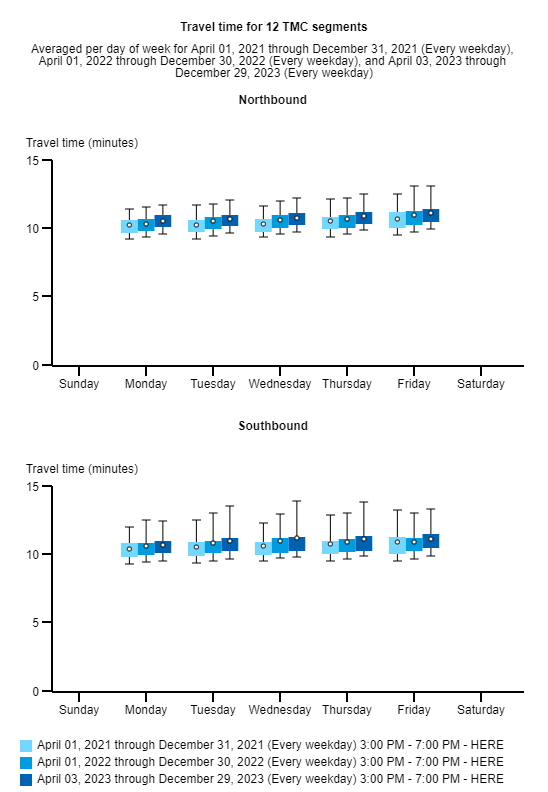 Travel time for 12 TMC segments
Averaged per day of week for April 01, 2021 through December 31, 2021 (Every weekday),
April 01, 2022 through December 30, 2022 (Every weekday), and April 03, 2023 through
December 29, 2023 (Every weekday)
Northbound
Travel time (minutes)
15
10
5
0
Sunday Monday Tuesday Wednesday Thursday Friday Saturday
Southbound
Travel time (minutes)
15
10
5
0
Sunday Monday Tuesday Wednesday Thursday Friday Saturday
April 01, 2021 through December 31, 2021 (Every weekday) 3:00 PM - 7:00 PM - HERE
April 01, 2022 through December 30, 2022 (Every weekday) 3:00 PM - 7:00 PM - HERE
April 03, 2023 through December 29, 2023 (Every weekday) 3:00 PM - 7:00 PM - HERE